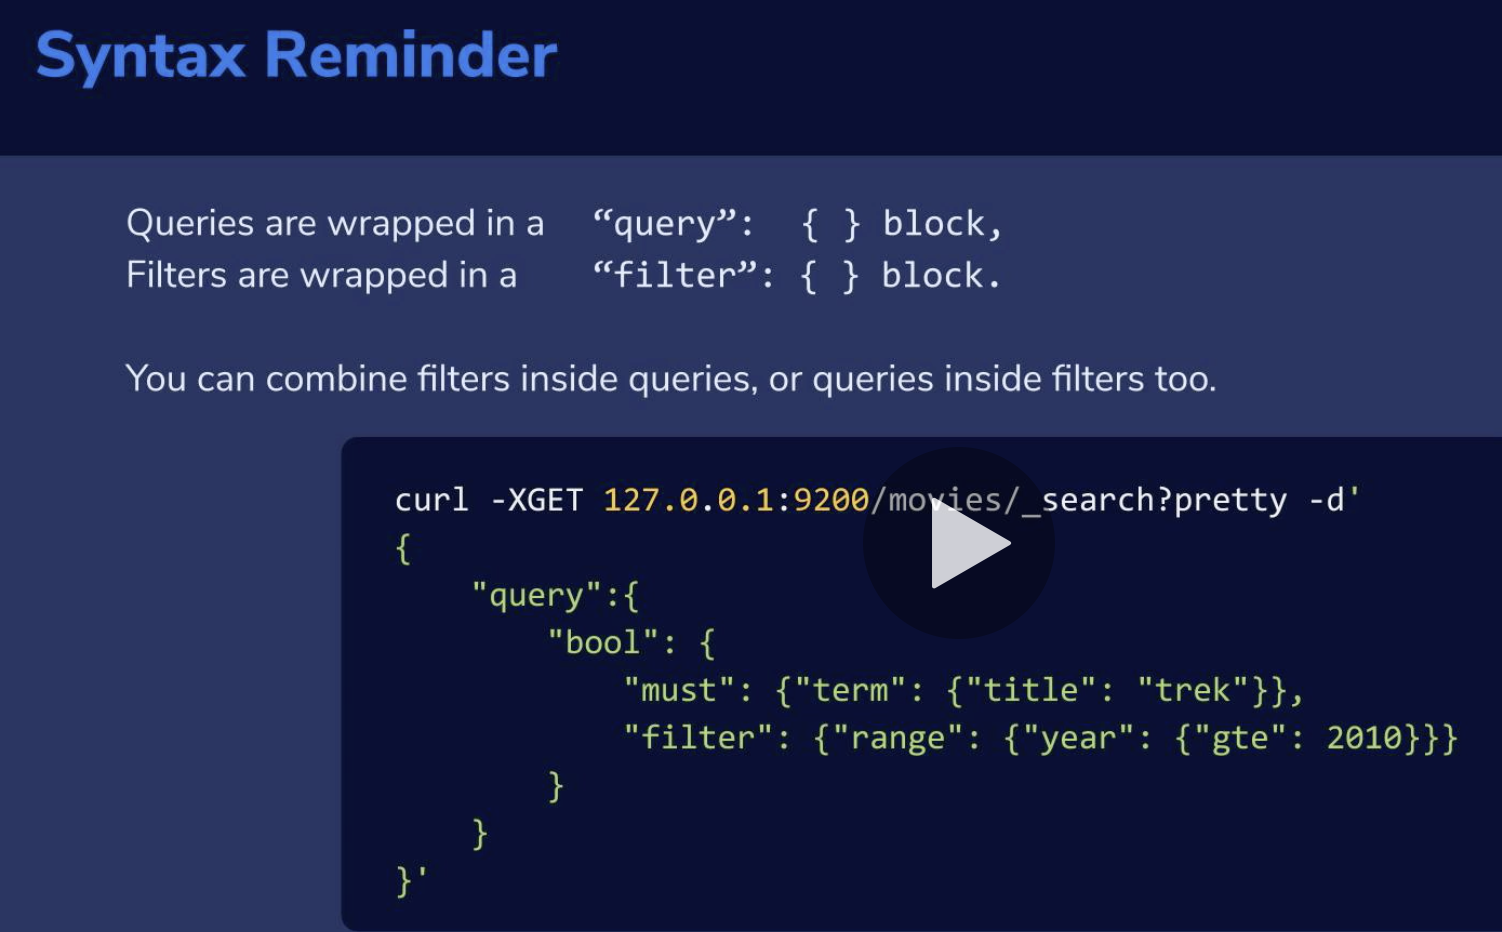 Syntax Reminder
Queries are wrapped in a “query”: { } block,
Filters are wrapped in a “filter”: { } block.
You can combine filters inside queries, or queries inside filters too.
curl -XGET 127.0.0.1:9200/movies/_search?pretty -d'
{
"query":{
"bool": {
"must": {"term": {"title": "trek"}},
"filter": {"range": {"year": {"gte": 2010}}}
}
}
}'